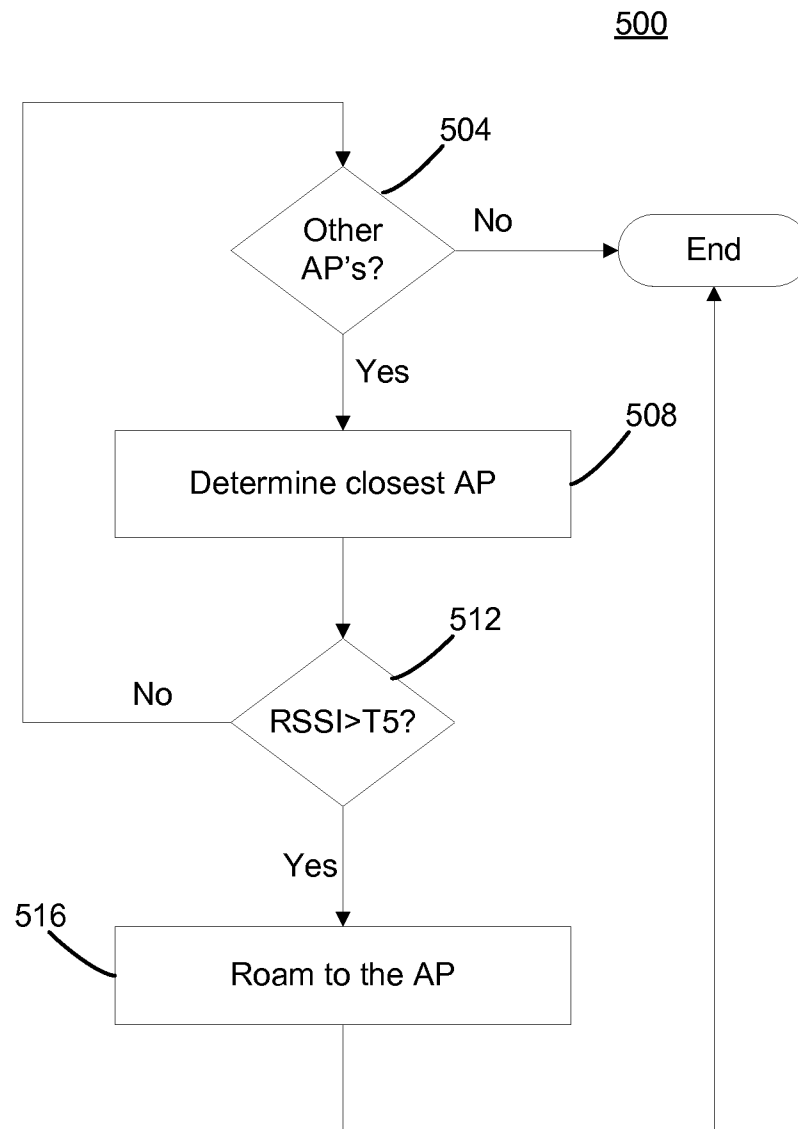 500
504
Other
AP's?
No
End
Yes
508
Determine closest AP
512
No
RSSI>T5?
Yes
516
Roam to the AP